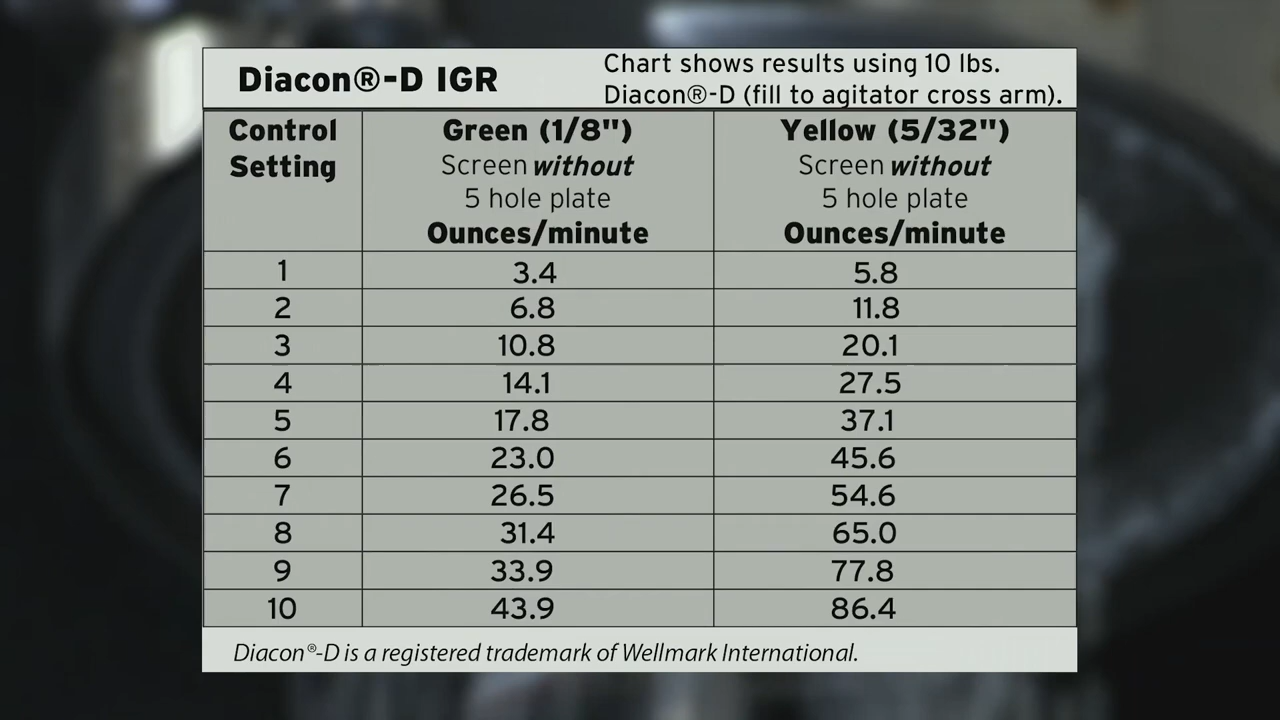 Diacon®-D IGR
Chart shows results using 10 lbs.
Diacon®-D (fill to agitator cross arm).
Control
Setting
Green (1/8")
Screen without
5 hole plate
Ounces/minute
Yellow (5/32")
Screen without
5 hole plate
Ounces/minute
1 3.4 5.8
2 6.8 11.8
3 10.8 20.1
4 14.1 27.5
5 17.8 37.1
6 23.0 45.6
7 26.5 54.6
8 31.4 65.0
9 33.9 77.8
10 43.9 86.4
Diacon®-D is a registered trademark of Wellmark International.